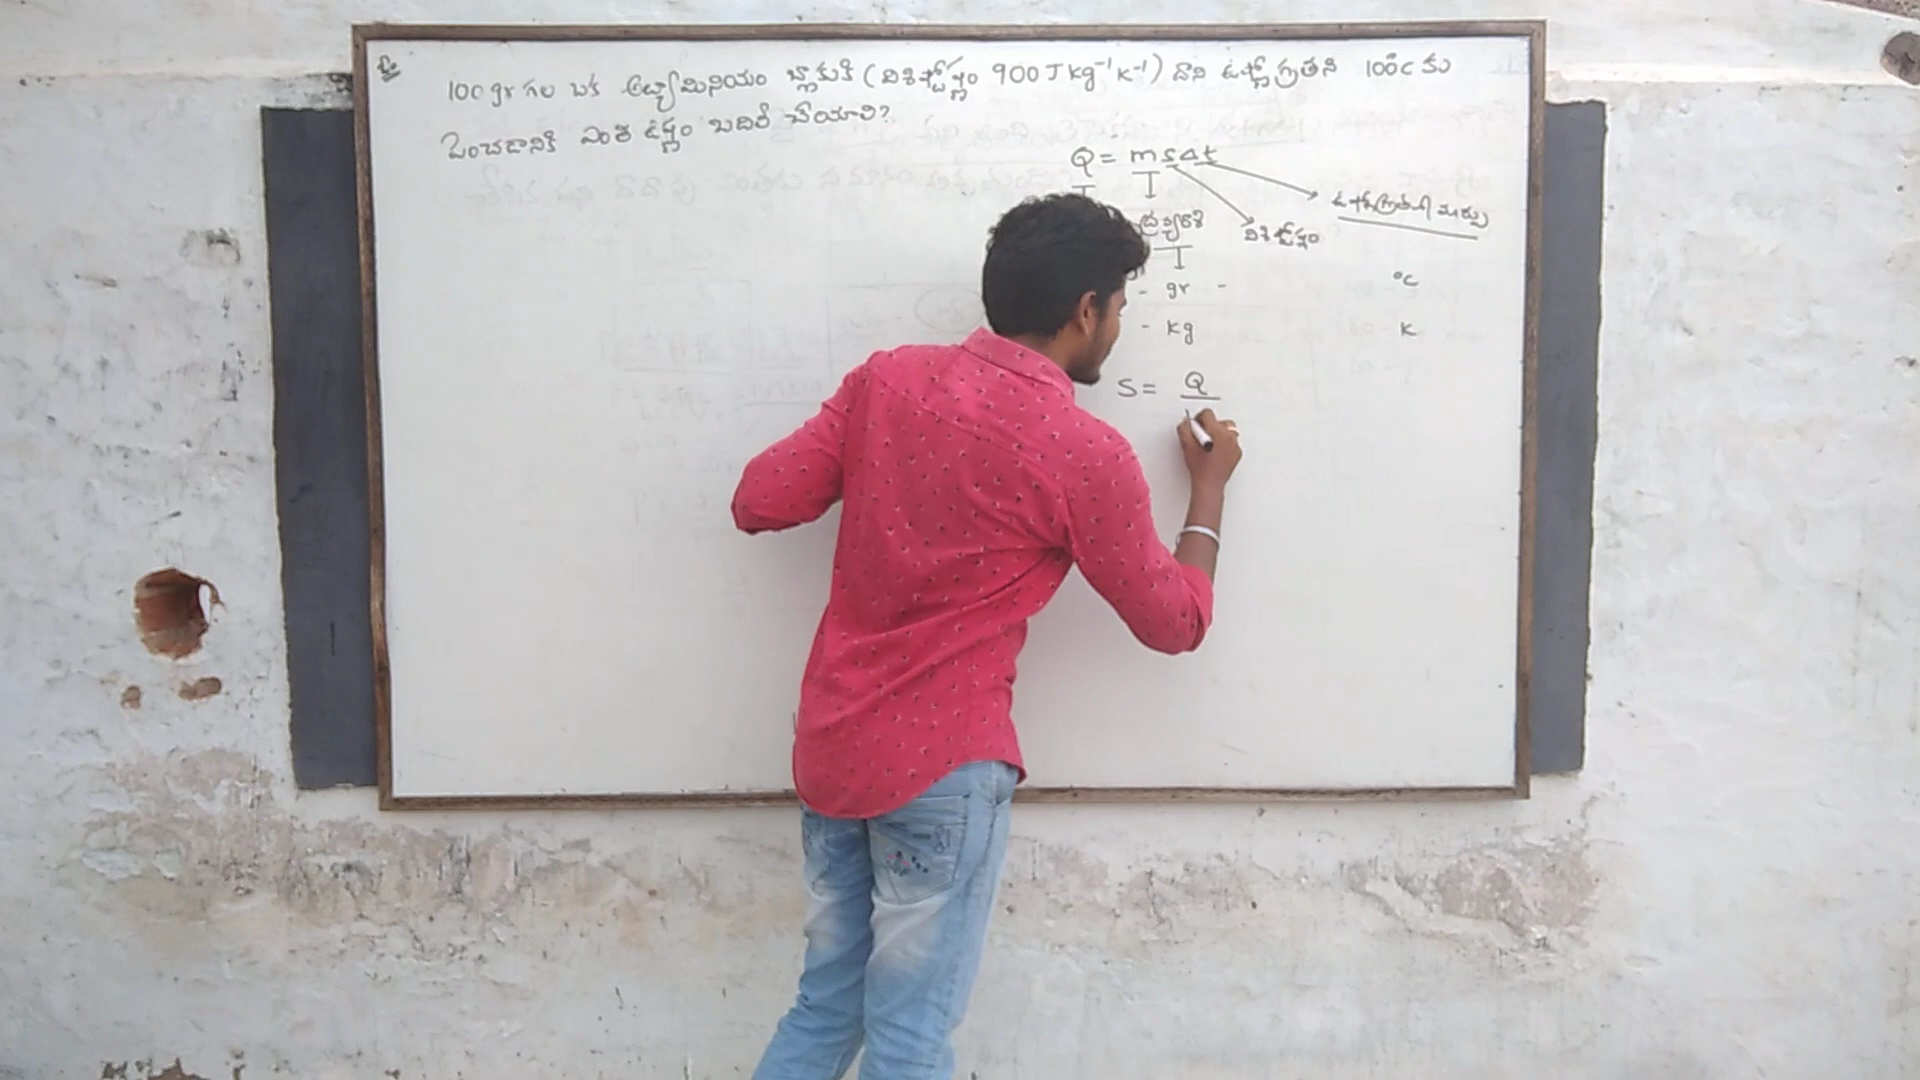 100 gr గల ఒక అల్యూమినియం బ్లాకుకి (విశిష్టోష్ణం 900 J kg⁻¹ K⁻¹) దాని ఉష్ణోగ్రతని 100°C కు
పెంచడానికి ఎంత ఉష్ణం బదిలీ చేయాలి?
Q = msΔt
ఉష్ణోగ్రతలో మార్పు
ద్రవ్యరాశి విశిష్టోష్ణం
- gr - °C
- kg K
S = Q